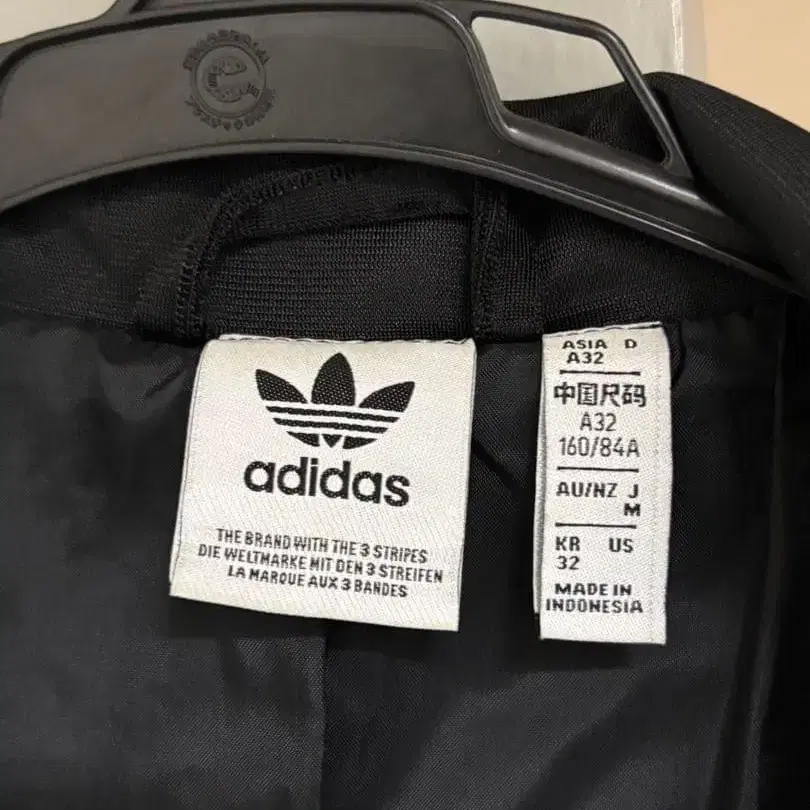 adidas
THE BRAND WITH THE 3 STRIPES
DIE WELTMARKE MIT DEN 3 STREIFEN
LA MARQUE AUX 3 BANDES
ASIA D
A32
中国尺码
A32
160/84A
AU/NZ J
M
KR US
32
MADE IN
INDONESIA